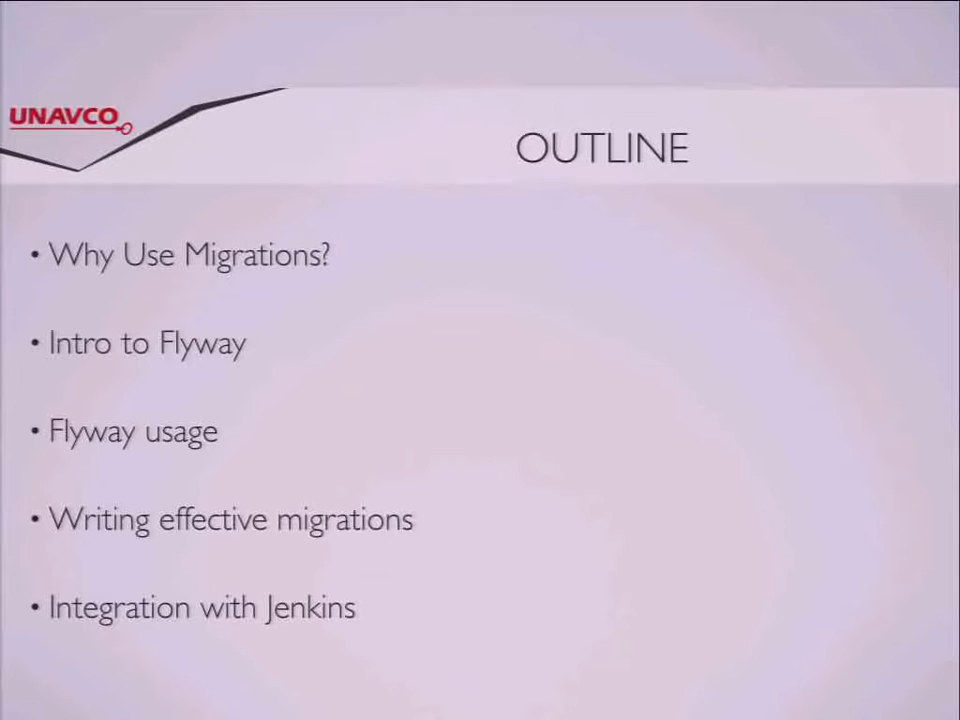 UNAVCO
OUTLINE
• Why Use Migrations?
• Intro to Flyway
• Flyway usage
• Writing effective migrations
• Integration with Jenkins